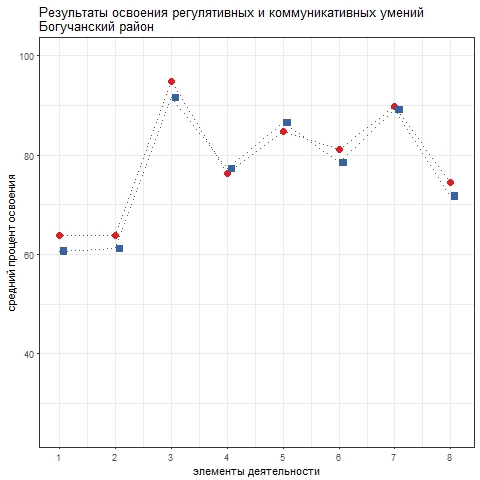 Результаты освоения регулятивных и коммуникативных умений
Богучанский район
средний процент освоения
100
80
60
40
1 2 3 4 5 6 7 8
элементы деятельности